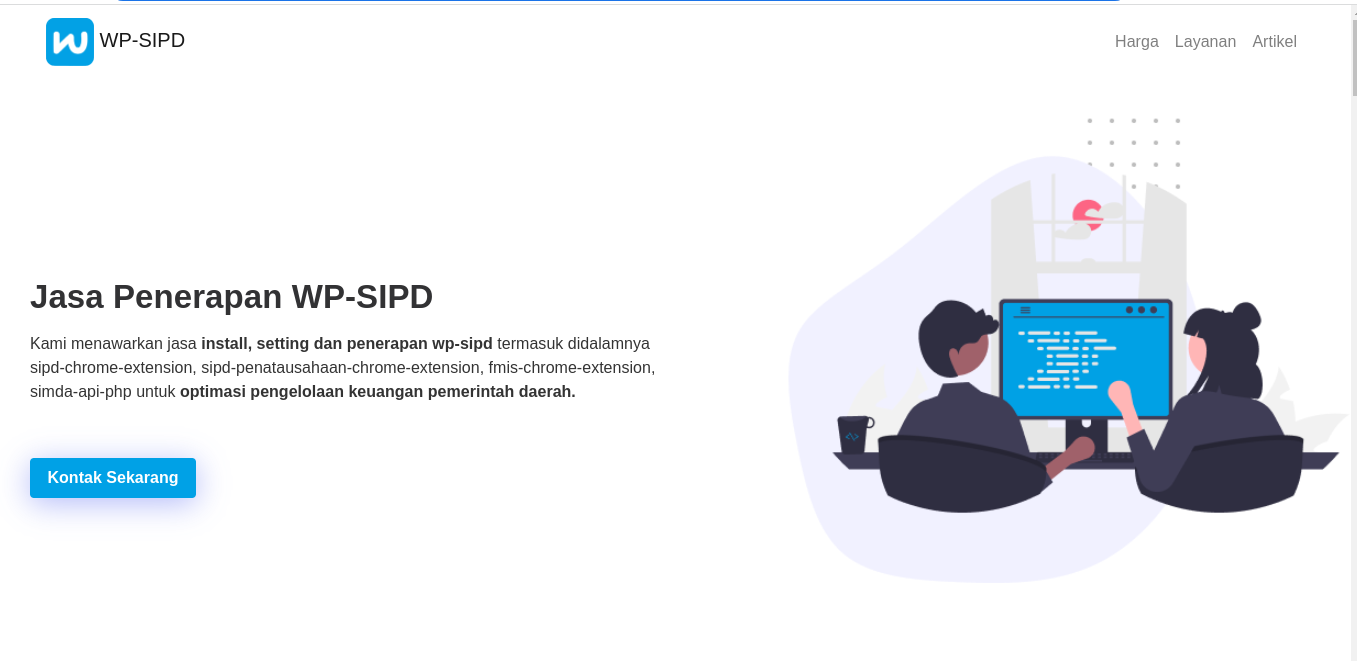 WP-SIPD
Harga Layanan Artikel
Jasa Penerapan WP-SIPD
Kami menawarkan jasa install, setting dan penerapan wp-sipd termasuk didalamnya
sipd-chrome-extension, sipd-penatausahaan-chrome-extension, fmis-chrome-extension,
simda-api-php untuk optimasi pengelolaan keuangan pemerintah daerah.
Kontak Sekarang